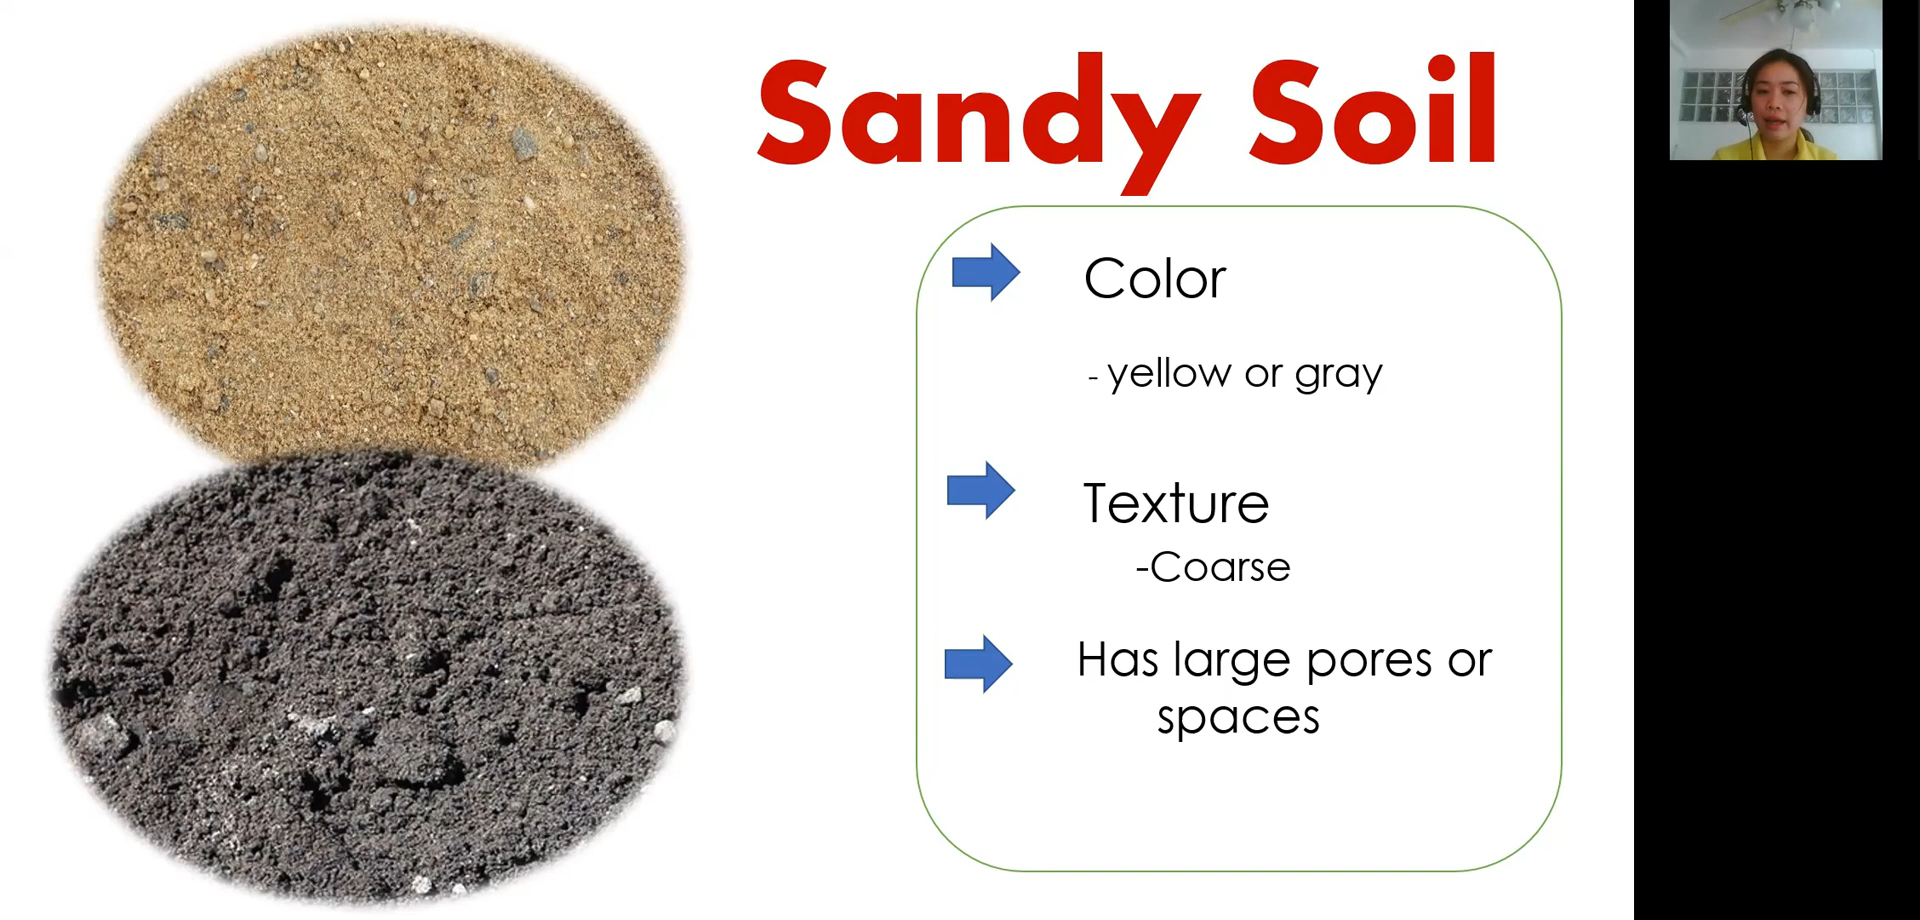 Sandy Soil
Color
- yellow or gray
Texture
-Coarse
Has large pores or
spaces